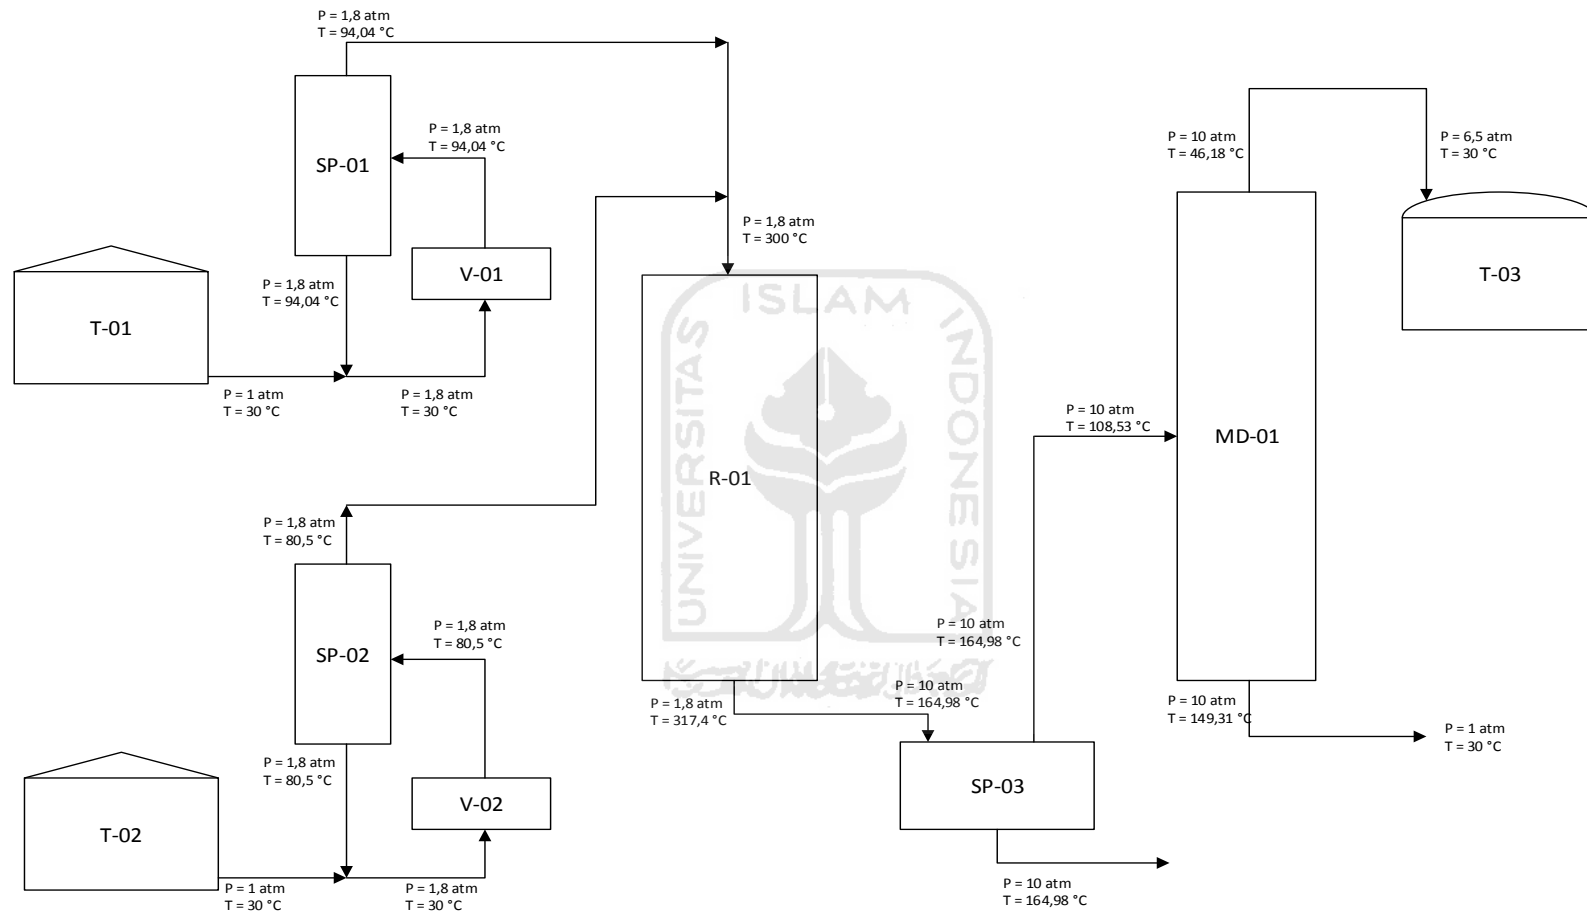 P = 1,8 atm
T = 94,04 °C
SP-01
P = 1,8 atm
T = 94,04 °C
P = 1,8 atm
T = 94,04 °C
V-01
T-01
P = 1 atm
T = 30 °C
P = 1,8 atm
T = 30 °C
P = 1,8 atm
T = 300 °C
P = 10 atm
T = 46,18 °C
P = 6,5 atm
T = 30 °C
T-03
UNIVERSITAS
ISLAM
INDONESIA
R-01
P = 10 atm
T = 108,53 °C
MD-01
P = 1,8 atm
T = 80,5 °C
SP-02
P = 1,8 atm
T = 80,5 °C
P = 1,8 atm
T = 80,5 °C
V-02
T-02
P = 1 atm
T = 30 °C
P = 1,8 atm
T = 30 °C
P = 10 atm
T = 164,98 °C
P = 1,8 atm
T = 317,4 °C
P = 10 atm
T = 164,98 °C
SP-03
P = 10 atm
T = 164,98 °C
P = 10 atm
T = 149,31 °C
P = 1 atm
T = 30 °C